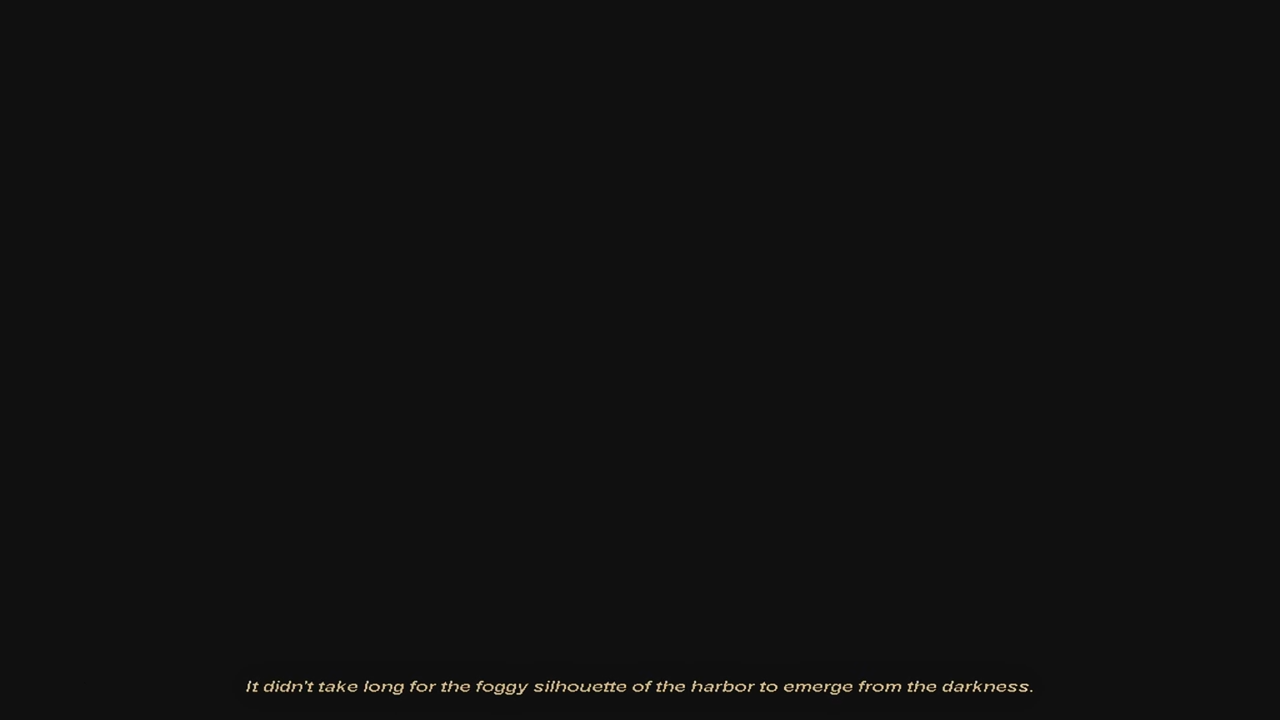 It didn't take long for the foggy silhouette of the harbor to emerge from the darkness.